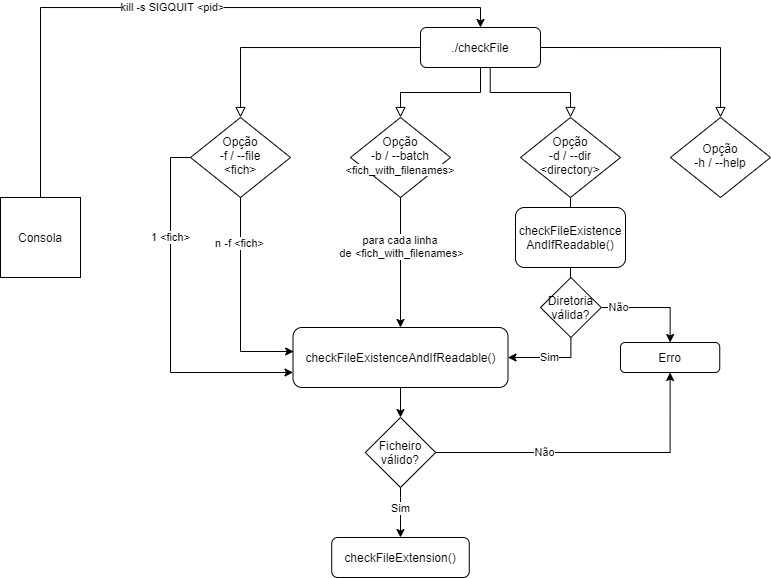 kill -s SIGQUIT <pid>
./checkFile
Opção
-f / --file
<fich>
Opção
-b / --batch
<fich_with_filenames>
Opção
-d / --dir
<directory>
Opção
-h / --help
Consola
1 <fich>
n -f <fich>
para cada linha
de <fich_with_filenames>
checkFileExistence
AndIfReadable()
Diretoria
válida?
Não
Sim
checkFileExistenceAndIfReadable()
Erro
Ficheiro
válido?
Não
Sim
checkFileExtension()